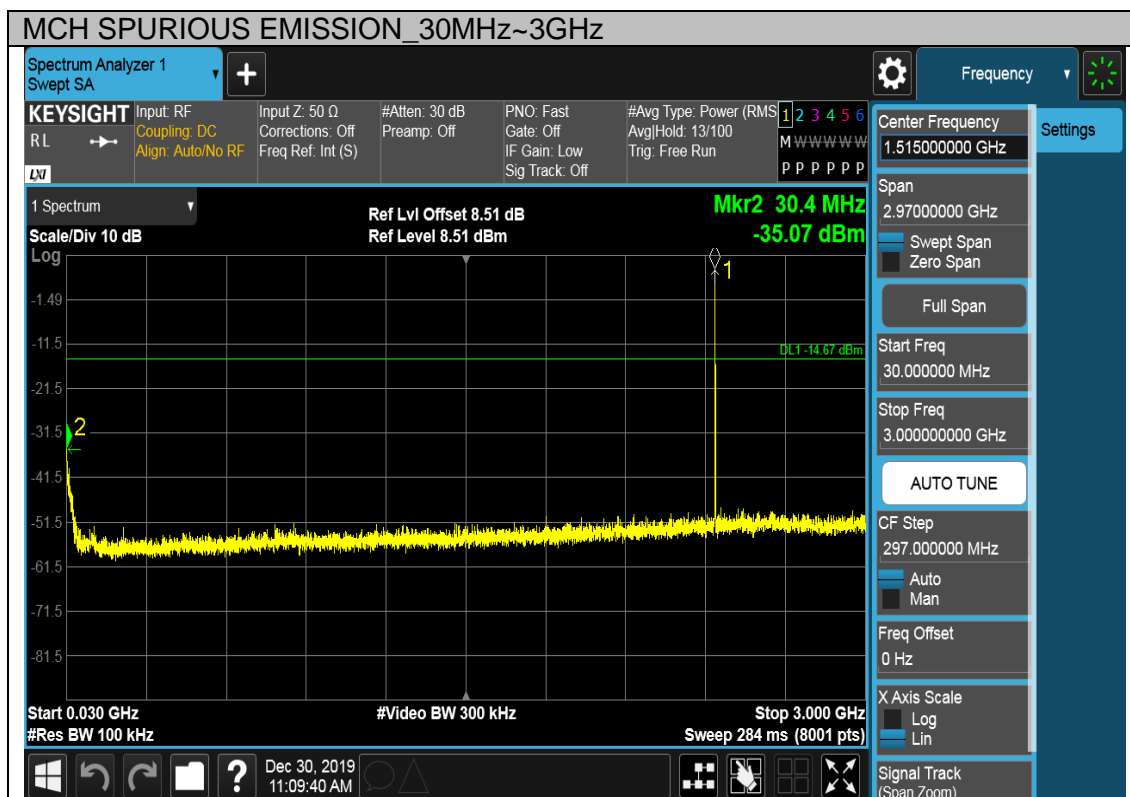 MCH SPURIOUS EMISSION_30MHz~3GHz
Spectrum Analyzer 1
Swept SA
Frequency
KEYSIGHT
RL
LXI
Input: RF
Coupling: DC
Align: Auto/No RF
Input Z: 50 Ω
Corrections: Off
Freq Ref: Int (S)
#Atten: 30 dB
Preamp: Off
PNO: Fast
Gate: Off
IF Gain: Low
Sig Track: Off
#Avg Type: Power (RMS
Avg|Hold: 13/100
Trig: Free Run
1 2 3 4 5 6
M W W W W W
P P P P P P
1 Spectrum
Scale/Div 10 dB
Log
Ref Lvl Offset 8.51 dB
Ref Level 8.51 dBm
Mkr2 30.4 MHz
-35.07 dBm
1
-1.49
-11.5
DL1 -14.67 dBm
-21.5
-31.5
2
-41.5
-51.5
-61.5
-71.5
-81.5
Start 0.030 GHz
#Video BW 300 kHz
Stop 3.000 GHz
#Res BW 100 kHz
Sweep 284 ms (8001 pts)
?
Dec 30, 2019
11:09:40 AM
Center Frequency
1.515000000 GHz
Settings
Span
2.97000000 GHz
Swept Span
Zero Span
Full Span
Start Freq
30.000000 MHz
Stop Freq
3.000000000 GHz
AUTO TUNE
CF Step
297.000000 MHz
Auto
Man
Freq Offset
0 Hz
X Axis Scale
Log
Lin
Signal Track
(Span Zoom)